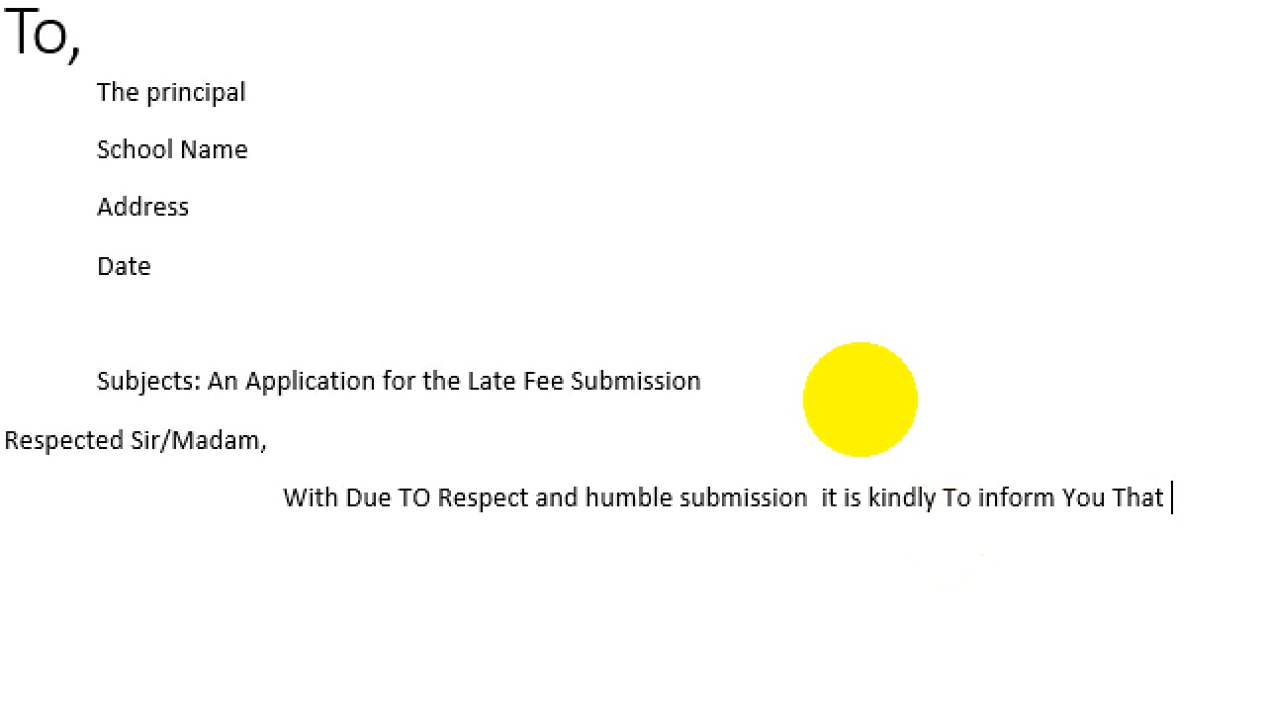 To,
The principal
School Name
Address
Date
Subjects: An Application for the Late Fee Submission
Respected Sir/Madam,
With Due TO Respect and humble submission  it is kindly To inform You That